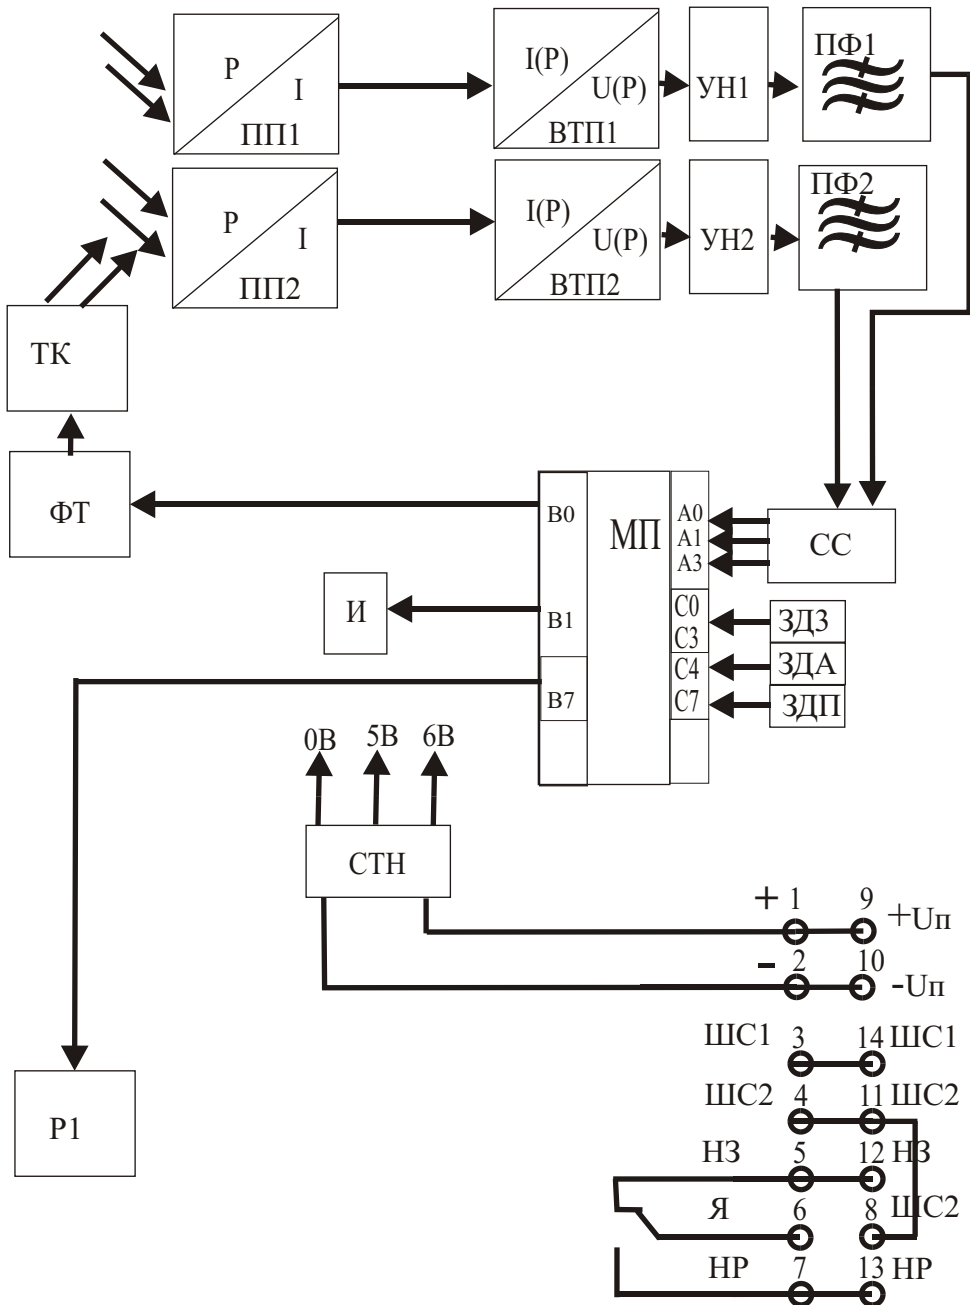 P
I
ПП1
I(P)
U(P)
ВТП1
УН1
ПФ1
P
I
ПП2
I(P)
U(P)
ВТП2
УН2
ПФ2
ТК
ФТ
В0
МП
А0
А1
А3
СС
И
В1
С0
С3
ЗДЗ
С4
ЗДА
В7
С7
ЗДП
0В
5В
6В
СТН
+ 1 9 +Uп
- 2 10 -Uп
ШС1 3 14 ШС1
ШС2 4 11 ШС2
Р1
НЗ 5 12 НЗ
Я 6 8 ШС2
НР 7 13 НР